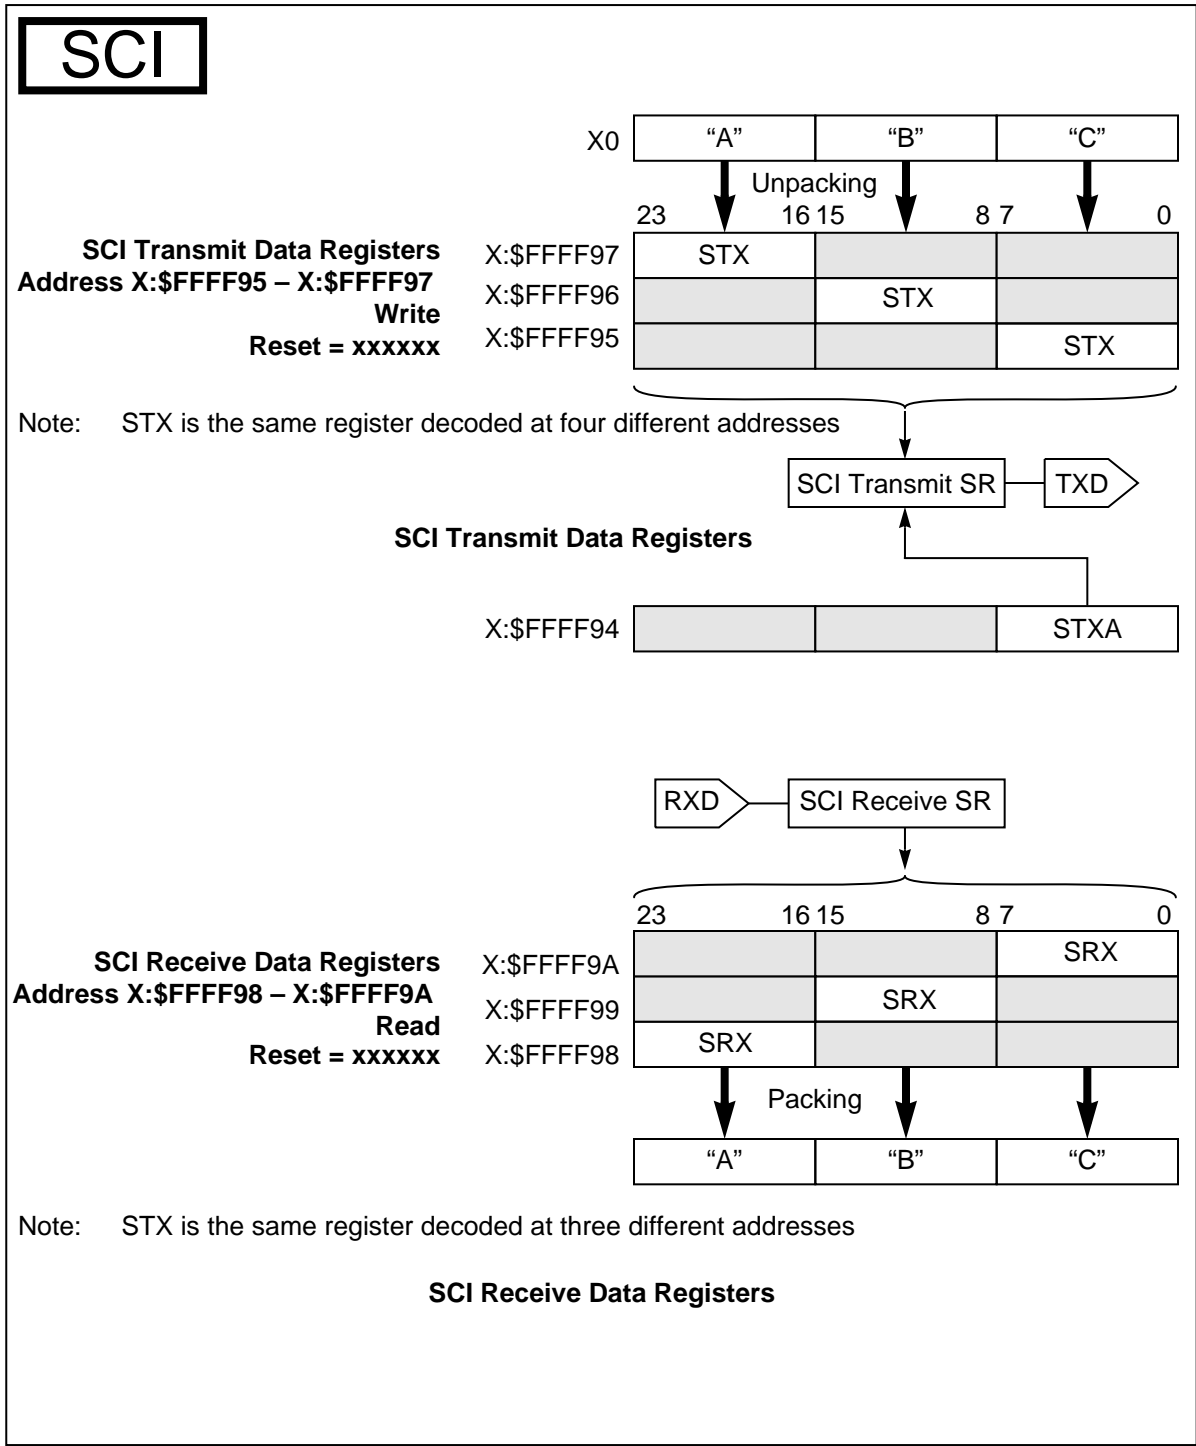 SCI
X0 “A” “B” “C”
Unpacking
23 16 15 8 7 0
SCI Transmit Data Registers
Address X:$FFFF95 – X:$FFFF97
Write
Reset = xxxxxx
X:$FFFF97 STX
X:$FFFF96 STX
X:$FFFF95 STX
Note: STX is the same register decoded at four different addresses
SCI Transmit SR TXD
SCI Transmit Data Registers
X:$FFFF94 STXA
RXD SCI Receive SR
23 16 15 8 7 0
SCI Receive Data Registers
Address X:$FFFF98 – X:$FFFF9A
Read
Reset = xxxxxx
X:$FFFF9A SRX
X:$FFFF99 SRX
X:$FFFF98 SRX
Packing
“A” “B” “C”
Note: STX is the same register decoded at three different addresses
SCI Receive Data Registers